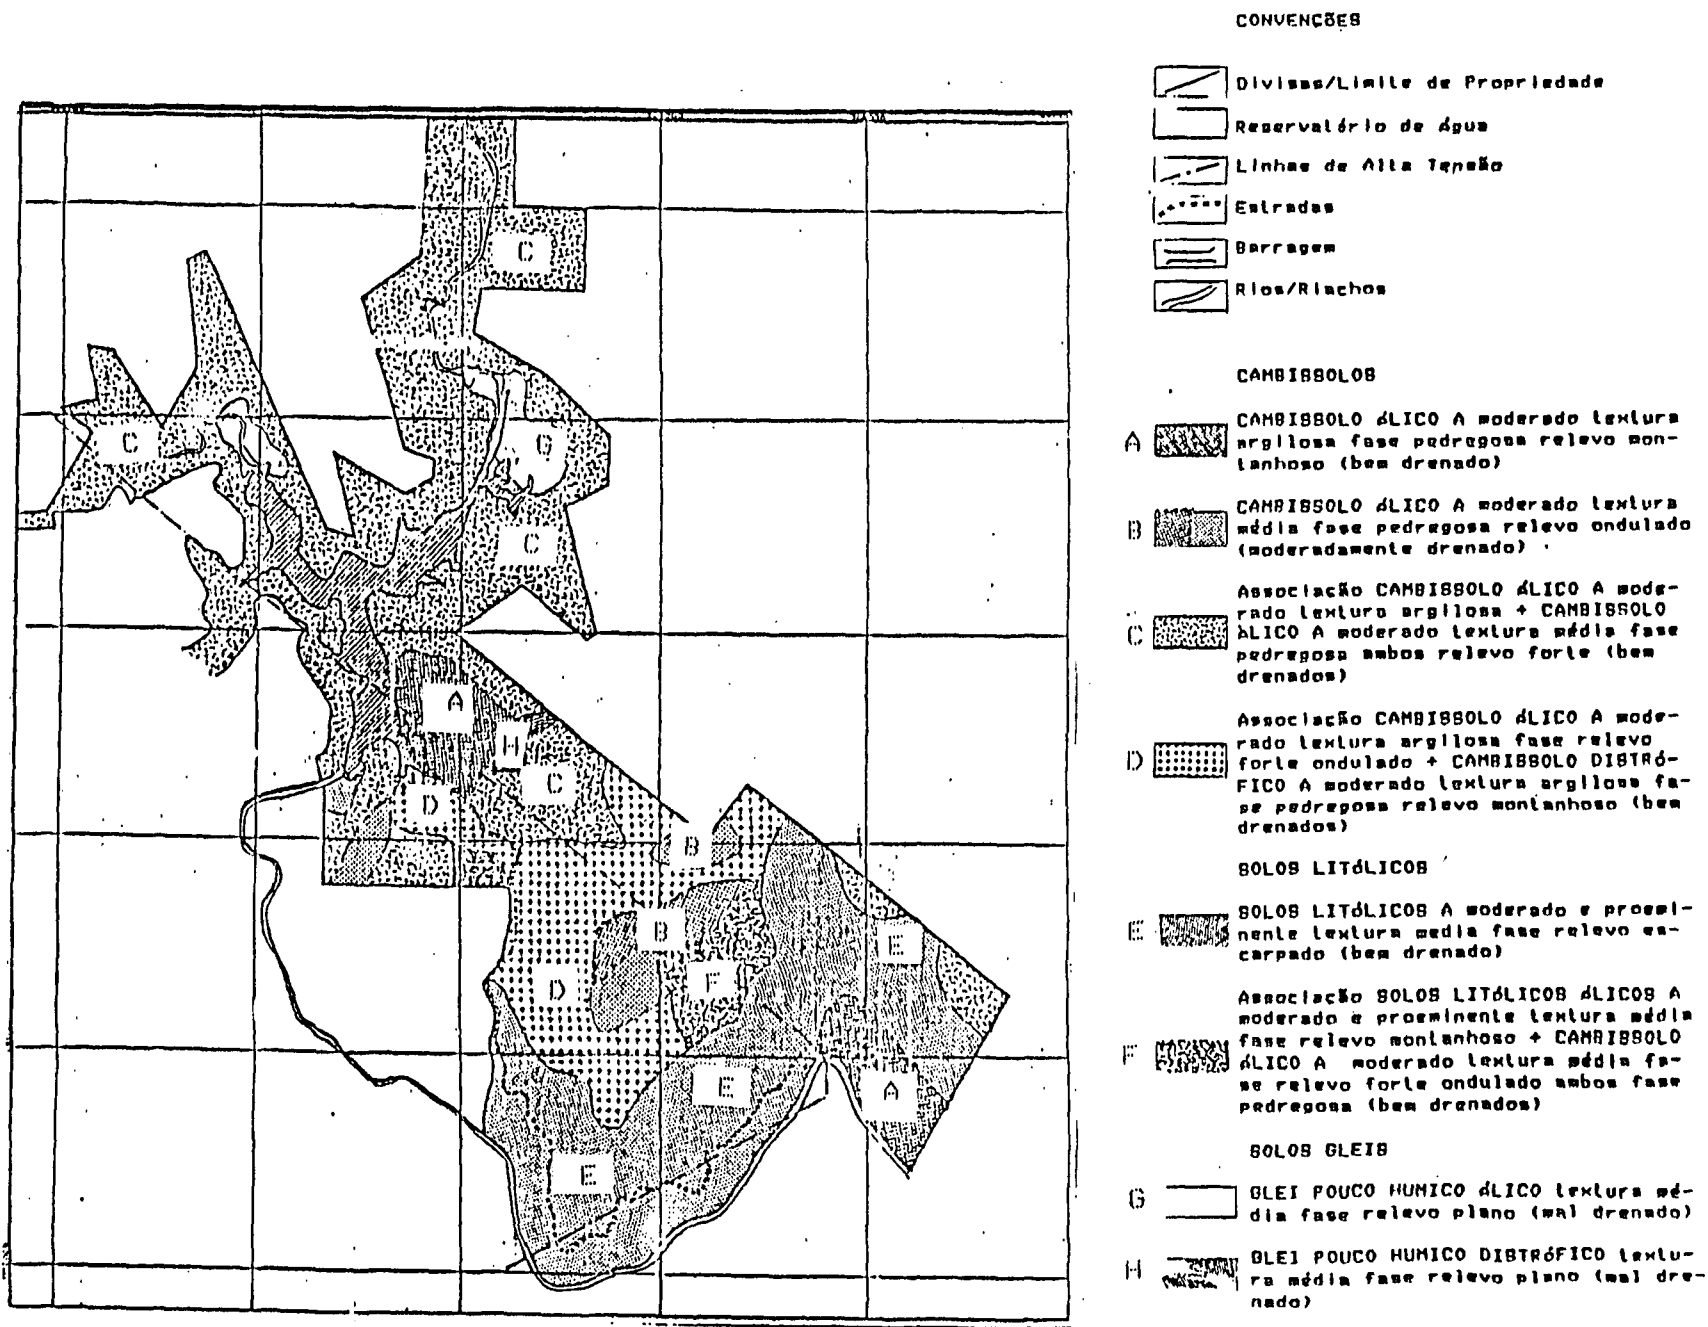 CONVENÇÕES
Divisas/Limite de Propriedade
Reservatório de Água
Linhas de Alta Tensão
Estradas
Barragem
Rios/Riachos
CAMBISSOLOS
A CAMBISSOLO ÁLICO A moderado textura
argilosa fase pedregosa relevo mon-
tanhoso (bem drenado)
B CAMBISSOLO ÁLICO A moderado textura
média fase pedregosa relevo ondulado
(moderadamente drenado)
Associação CAMBISSOLO ÁLICO A mode-
rado textura argilosa + CAMBISSOLO
C ÁLICO A moderado textura média fase
pedregosa ambos relevo forte (bem
drenados)
Associação CAMBISSOLO ÁLICO A mode-
rado textura argilosa fase relevo
D forte ondulado + CAMBISSOLO DISTRÓ-
FICO A moderado textura argilosa fa-
se pedregosa relevo montanhoso (bem
drenados)
SOLOS LITÓLICOS
E SOLOS LITÓLICOS A moderado e proemi-
nente textura media fase relevo es-
carpado (bem drenado)
Associação SOLOS LITÓLICOS ÁLICOS A
moderado e proeminente textura média
fase relevo montanhoso + CAMBISSOLO
F ÁLICO A moderado textura média fa-
se relevo forte ondulado ambos fase
pedregosa (bem drenados)
SOLOS GLEIS
G GLEI POUCO HUMICO ÁLICO textura mé-
dia fase relevo plano (mal drenado)
H GLEI POUCO HUMICO DISTRÓFICO textu-
ra média fase relevo plano (mal dre-
nado)
C
C
G
C
A
H
C
D
B
B
E
F
D
E
A
E